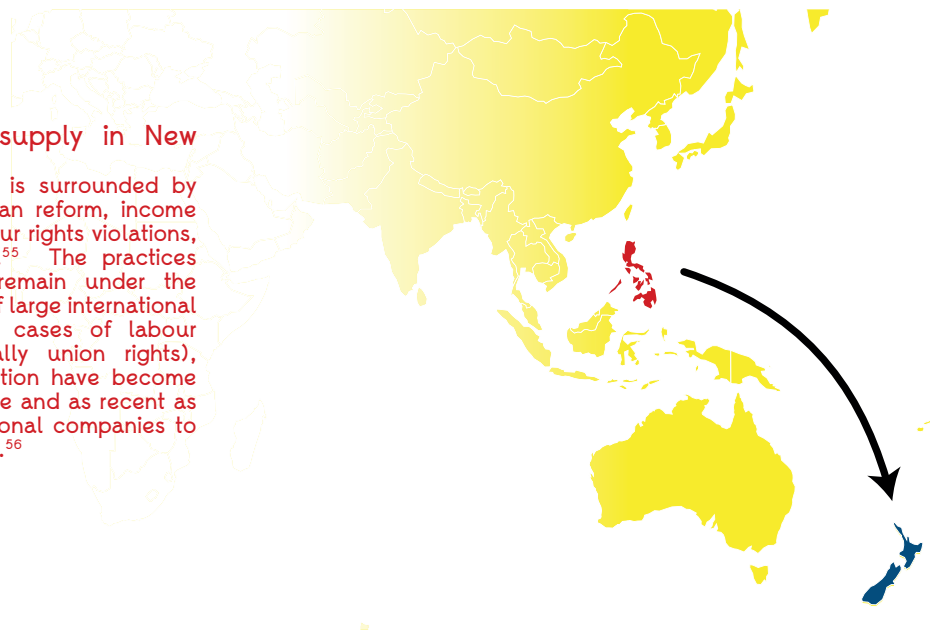 supply in New
is surrounded by
an reform, income
ur rights violations,
⁵⁵ The practices
remain under the
f large international
cases of labour
ally union rights),
tion have become
e and as recent as
onal companies to
.⁵⁶